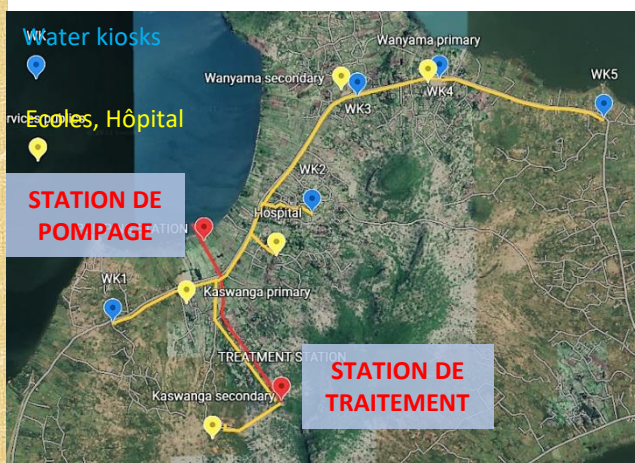 Water kiosks
WK
Wanyama primary
Wanyama secondary
WK5
WK4
WK3
Ecoles, Hôpital
WK2
STATION DE
POMPAGE
Hospital
WK1
Kaswanga primary
TREATMENT STATION
STATION DE
TRAITEMENT
Kaswanga secondary